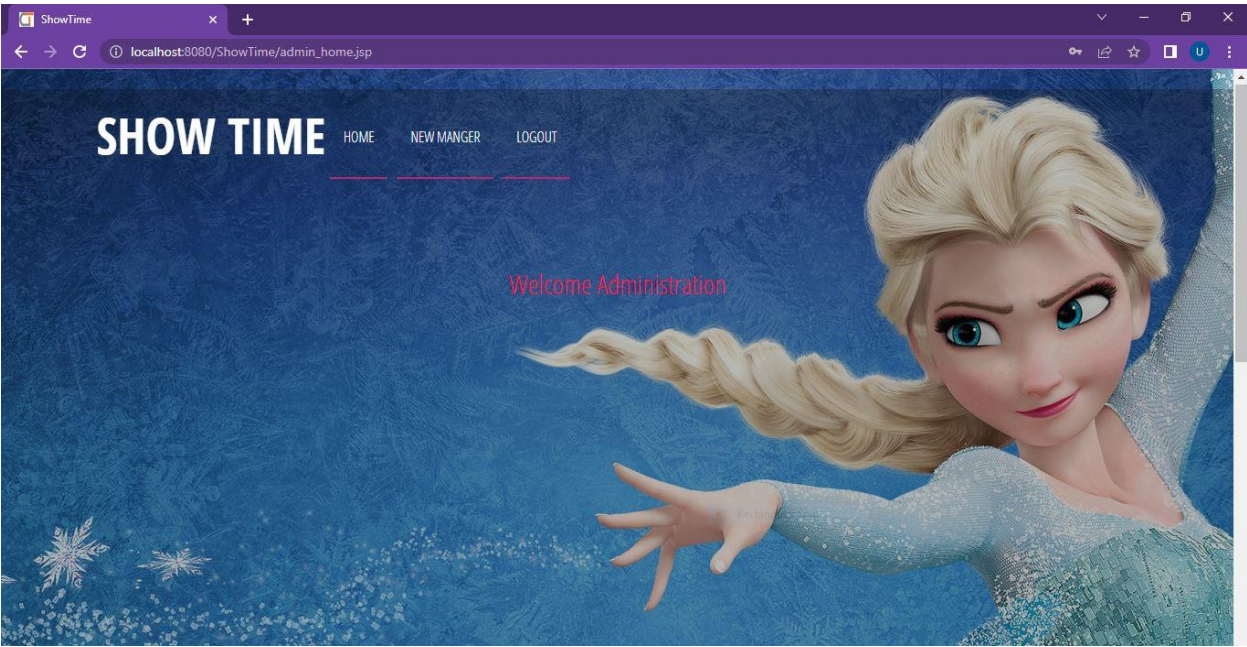 ShowTime
localhost:8080/ShowTime/admin_home.jsp
U
SHOW TIME HOME NEW MANGER LOGOUT
Welcome Administration